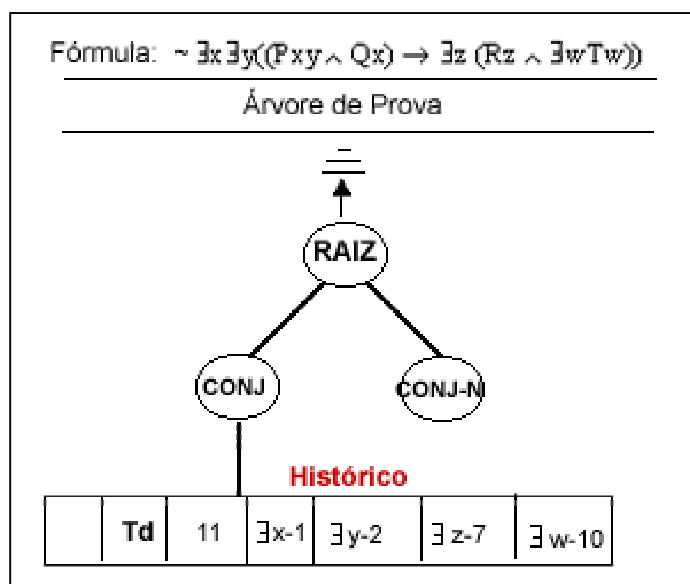 Fórmula: ~ ∃x∃y((Pxy ∧ Qx) → ∃z (Rz ∧ ∃wTw))
Árvore de Prova
RAIZ
CONJ CONJ-N
Histórico
Td 11 ∃x-1 ∃y-2 ∃z-7 ∃w-10